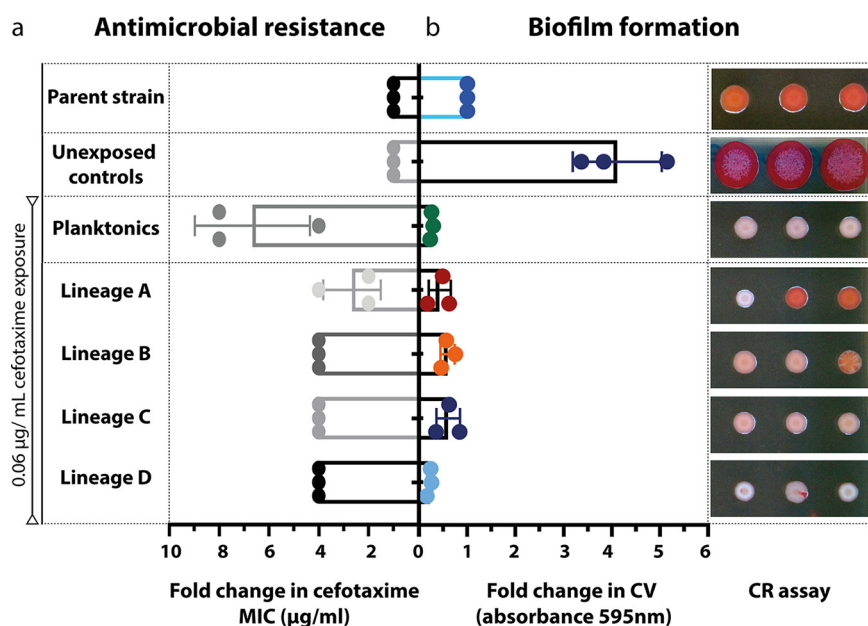 a
Antimicrobial resistance
b
Biofilm formation
Parent strain
Unexposed
controls
Planktonics
Lineage A
Lineage B
Lineage C
Lineage D
0.06 μg/ mL cefotaxime exposure
10 8 6 4 2 0 1 2 3 4 5 6
Fold change in cefotaxime
MIC (μg/ml)
Fold change in CV
(absorbance 595nm)
CR assay